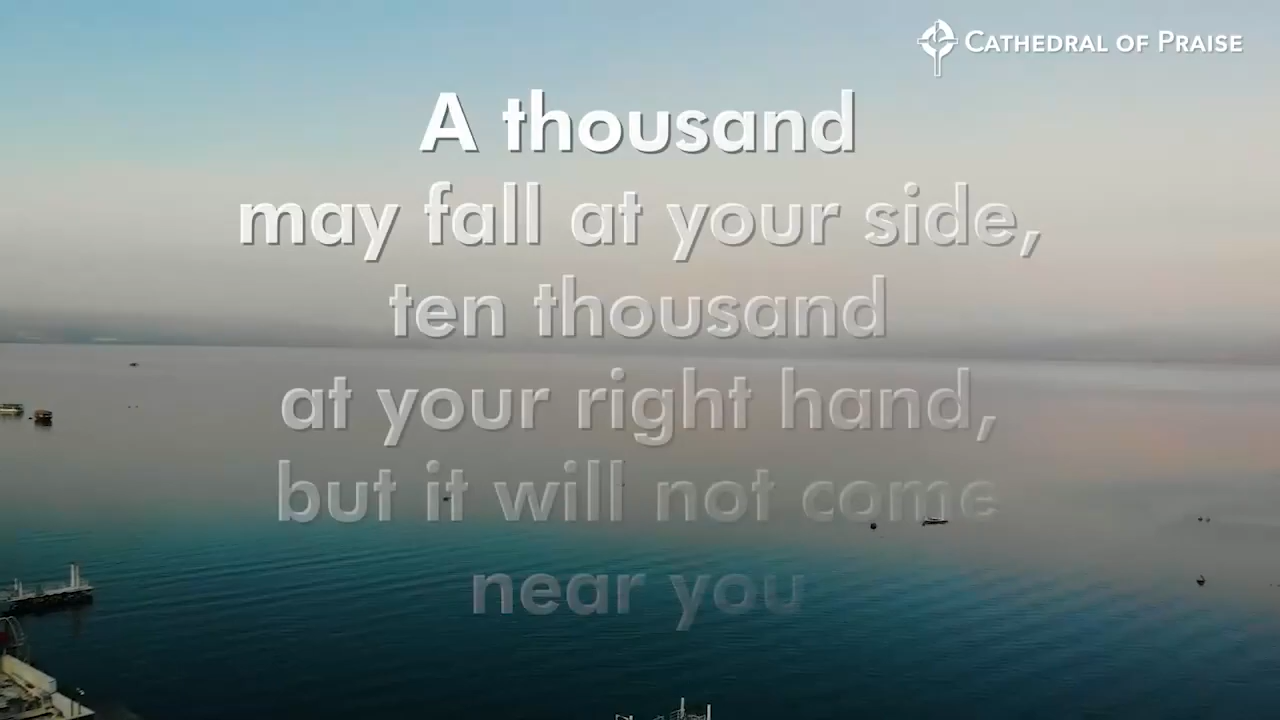 CATHEDRAL OF PRAISE
A thousand
may fall at your side,
ten thousand
at your right hand,
but it will not come
near you